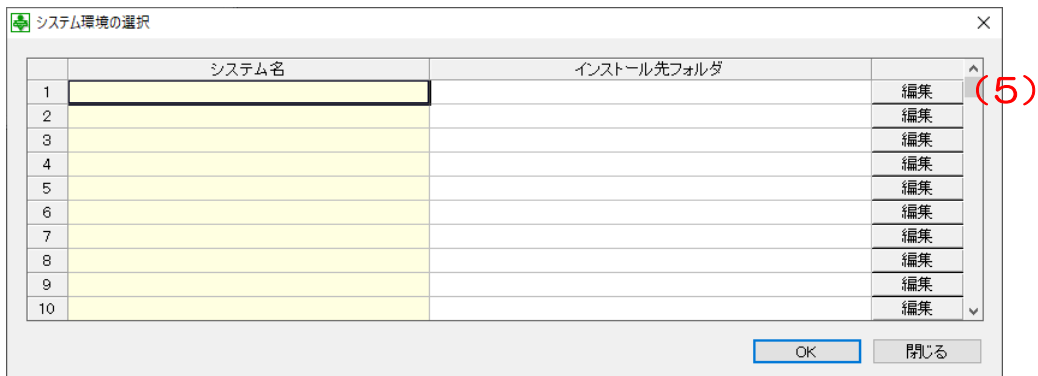 システム環境の選択
システム名 インストール先フォルダ
1 編集 (5)
2 編集
3 編集
4 編集
5 編集
6 編集
7 編集
8 編集
9 編集
10 編集
OK 閉じる